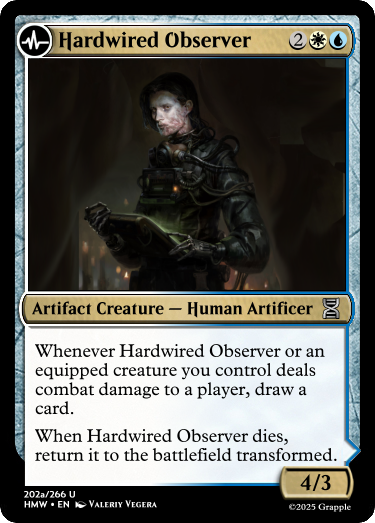 Hardwired Observer 2
Artifact Creature — Human Artificer
Whenever Hardwired Observer or an
equipped creature you control deals
combat damage to a player, draw a
card.
When Hardwired Observer dies,
return it to the battlefield transformed.
4/3
202a/266 U
HMW • EN Valeriy Vegera
©2025 Grapple